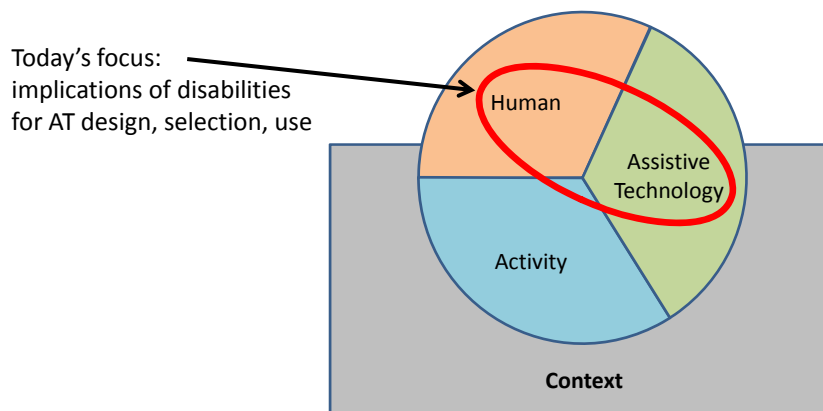 Today’s focus:
implications of disabilities
for AT design, selection, use
Human
Assistive
Technology
Activity
Context